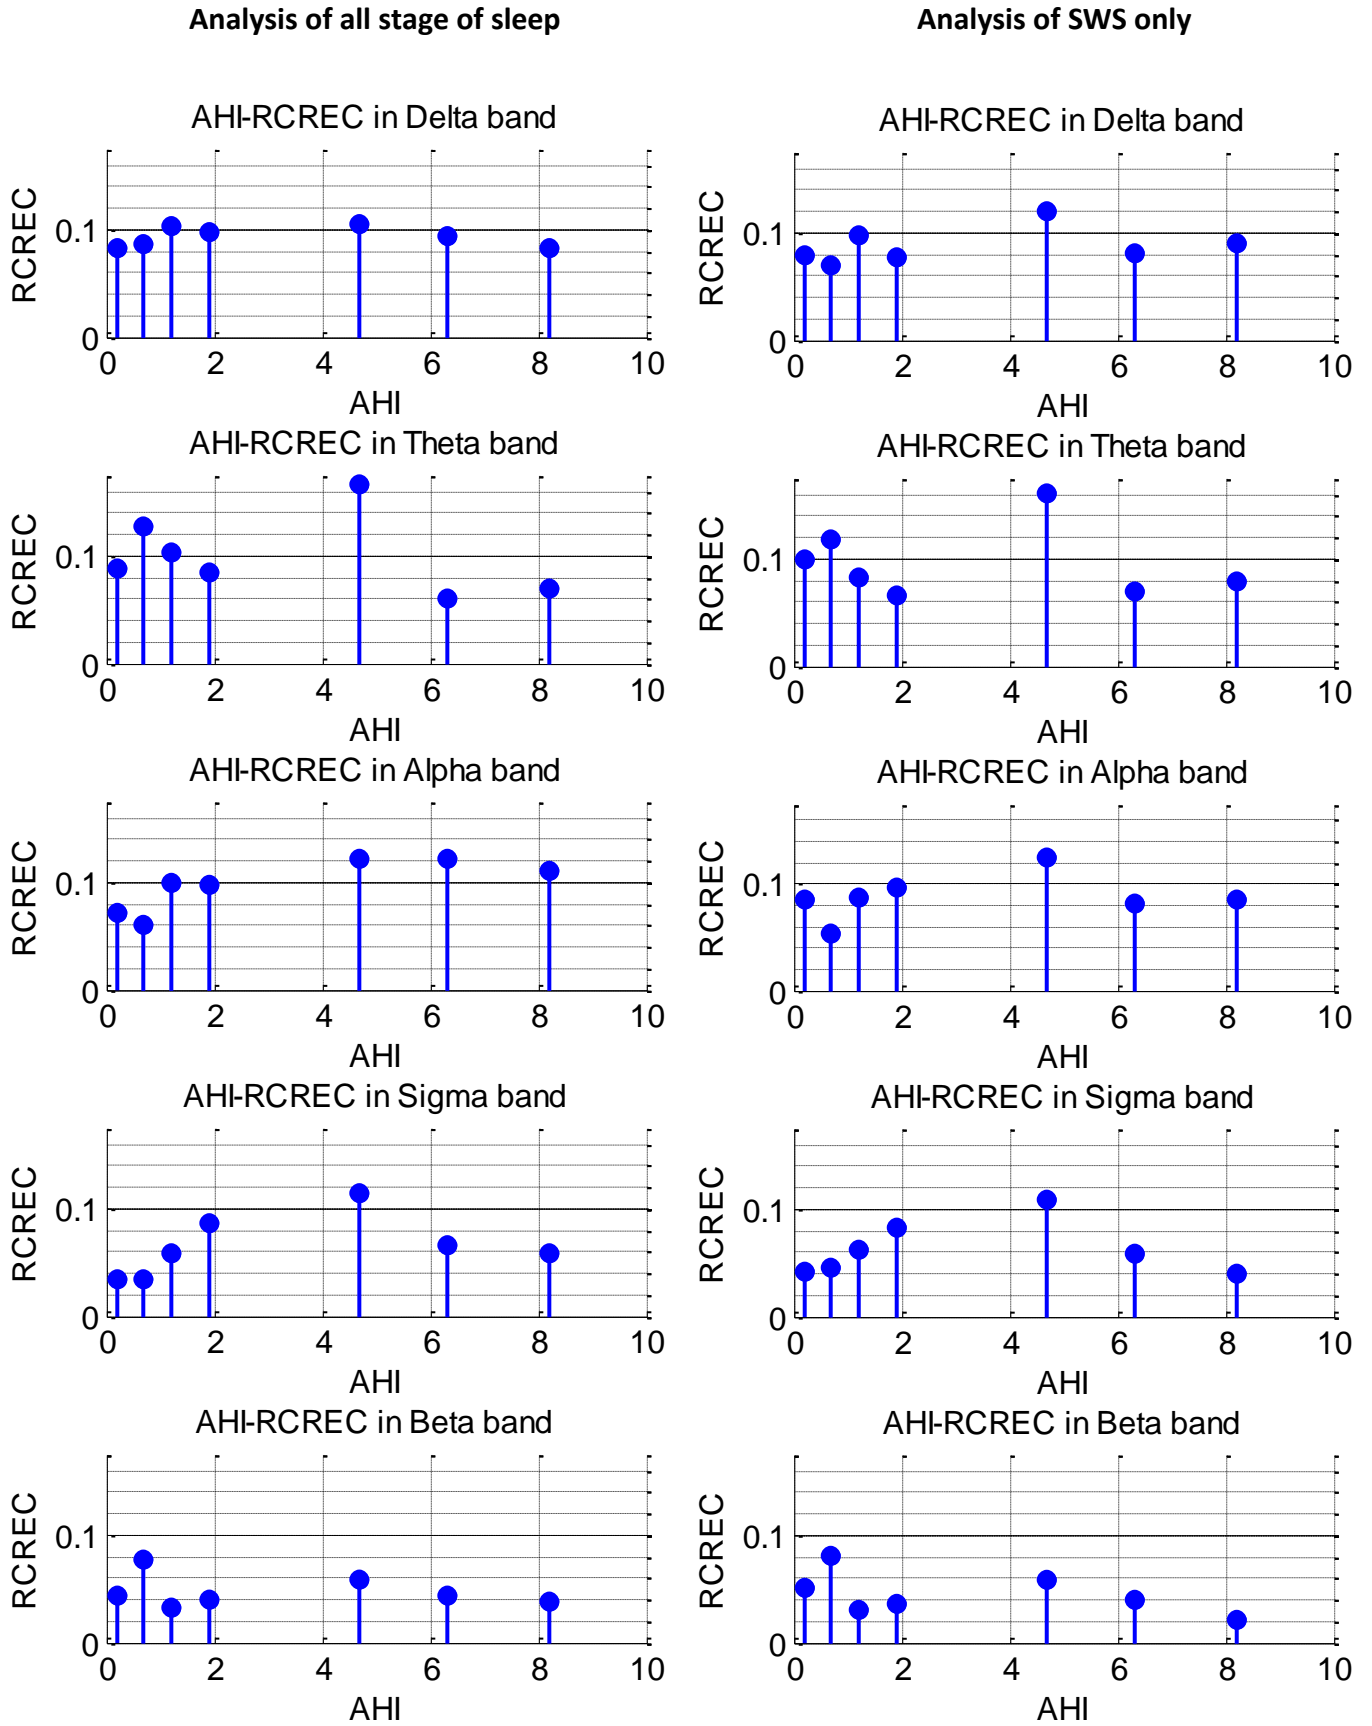 Analysis of all stage of sleep
Analysis of SWS only
AHI-RCREC in Delta band
RCREC
0.1
0
0 2 4 6 8 10
AHI
AHI-RCREC in Delta band
RCREC
0.1
0
0 2 4 6 8 10
AHI
AHI-RCREC in Theta band
RCREC
0.1
0
0 2 4 6 8 10
AHI
AHI-RCREC in Theta band
RCREC
0.1
0
0 2 4 6 8 10
AHI
AHI-RCREC in Alpha band
RCREC
0.1
0
0 2 4 6 8 10
AHI
AHI-RCREC in Alpha band
RCREC
0.1
0
0 2 4 6 8 10
AHI
AHI-RCREC in Sigma band
RCREC
0.1
0
0 2 4 6 8 10
AHI
AHI-RCREC in Sigma band
RCREC
0.1
0
0 2 4 6 8 10
AHI
AHI-RCREC in Beta band
RCREC
0.1
0
0 2 4 6 8 10
AHI
AHI-RCREC in Beta band
RCREC
0.1
0
0 2 4 6 8 10
AHI